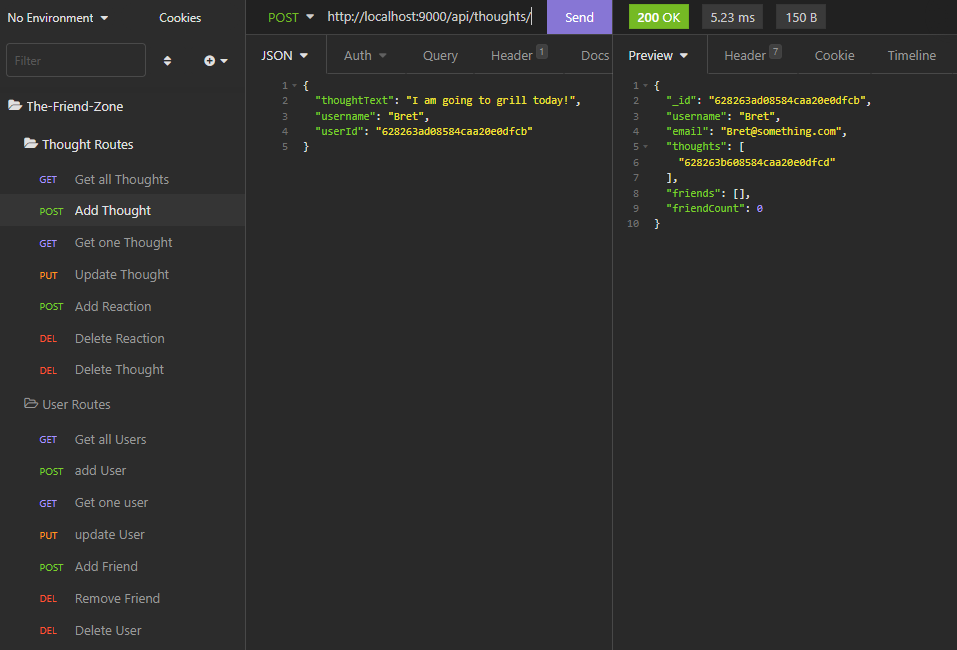 No Environment
Cookies
Filter
The-Friend-Zone
Thought Routes
GET Get all Thoughts
POST Add Thought
GET Get one Thought
PUT Update Thought
POST Add Reaction
DEL Delete Reaction
DEL Delete Thought
User Routes
GET Get all Users
POST add User
GET Get one user
PUT update User
POST Add Friend
DEL Remove Friend
DEL Delete User
POST http://localhost:9000/api/thoughts/ Send
JSON Auth Query Header 1 Docs
1 {
2 "thoughtText": "I am going to grill today!",
3 "username": "Bret",
4 "userId": "628263ad08584caa20e0dfcb"
5 }
200 OK 5.23 ms 150 B
Preview Header 7 Cookie Timeline
1 {
2 "_id": "628263ad08584caa20e0dfcb",
3 "username": "Bret",
4 "email": "Bret@something.com",
5 "thoughts": [
6 "628263b608584caa20e0dfcd"
7 ],
8 "friends": [],
9 "friendCount": 0
10 }